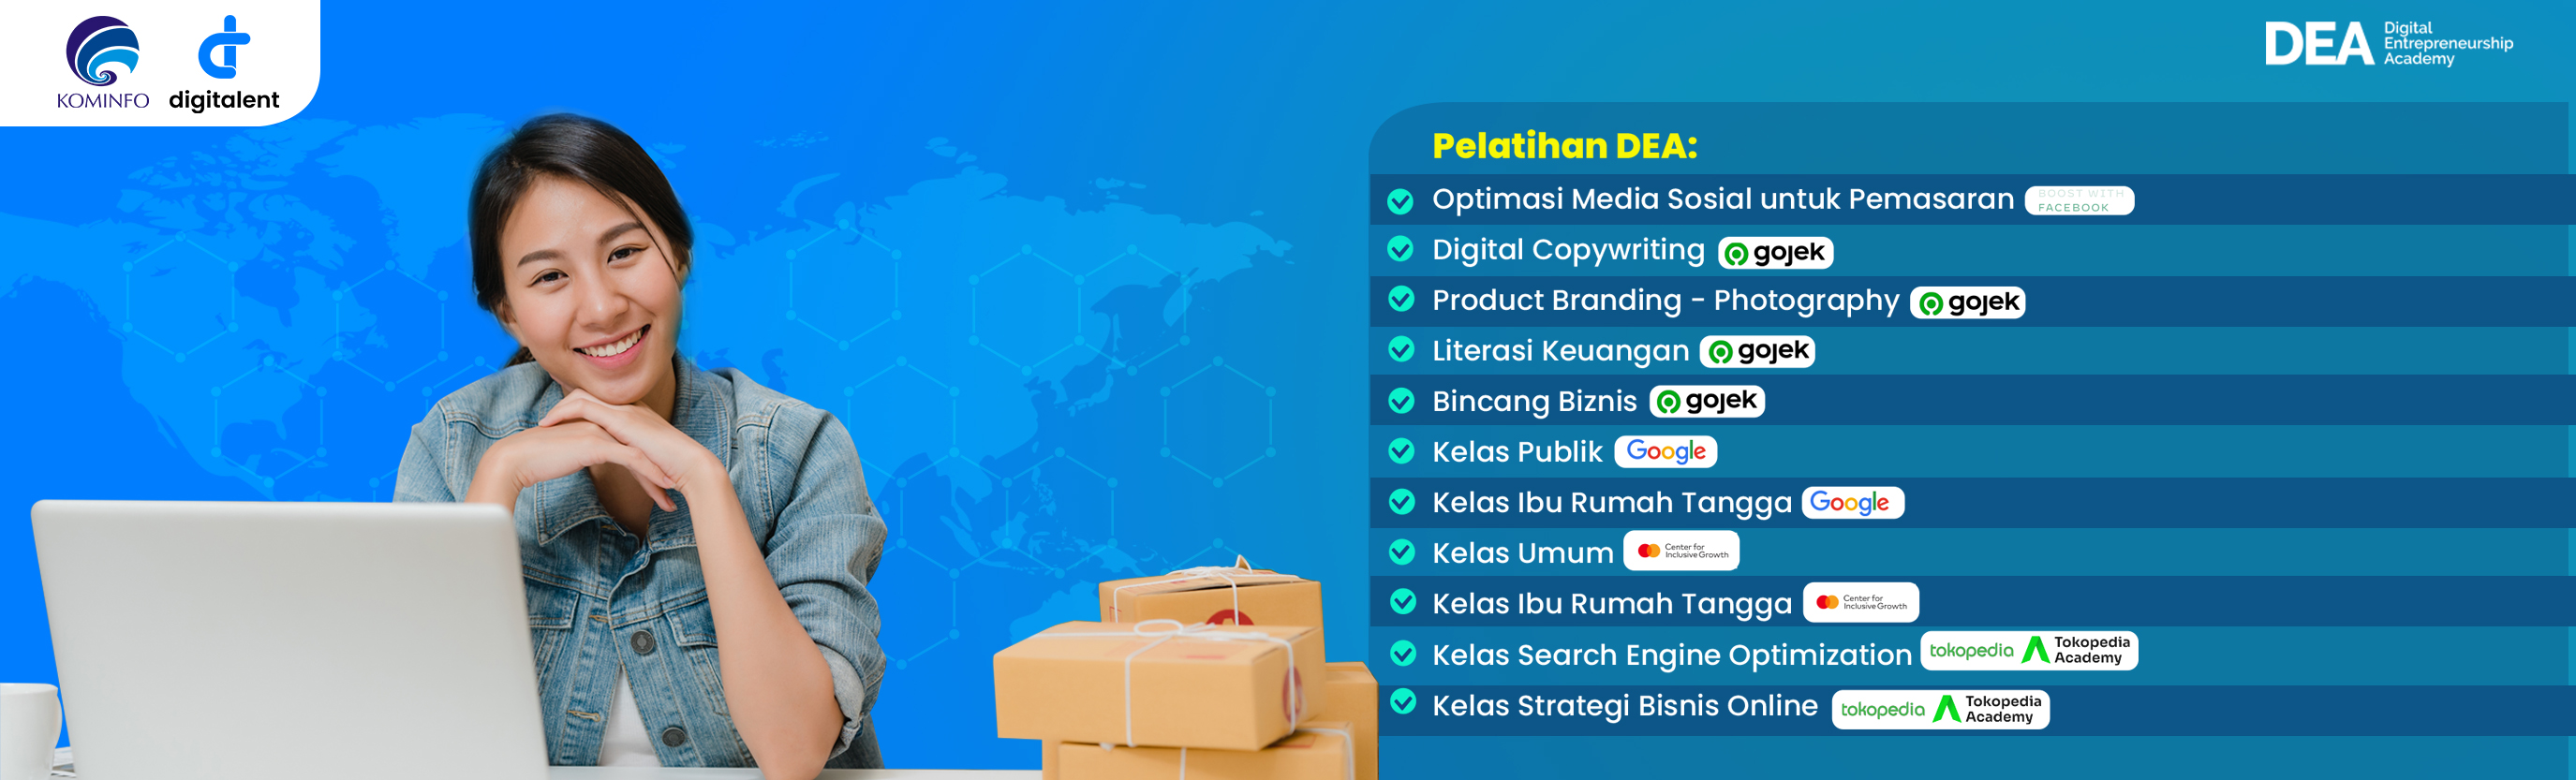 KOMINFO
digitalent
DEA Digital
Entrepreneurship
Academy
Pelatihan DEA:
Optimasi Media Sosial untuk Pemasaran BOOST WITH
FACEBOOK
Digital Copywriting gojek
Product Branding - Photography gojek
Literasi Keuangan gojek
Bincang Biznis gojek
Kelas Publik Google
Kelas Ibu Rumah Tangga Google
Kelas Umum Center for
Inclusive Growth
Kelas Ibu Rumah Tangga Center for
Inclusive Growth
Kelas Search Engine Optimization tokopedia Tokopedia
Academy
Kelas Strategi Bisnis Online tokopedia Tokopedia
Academy